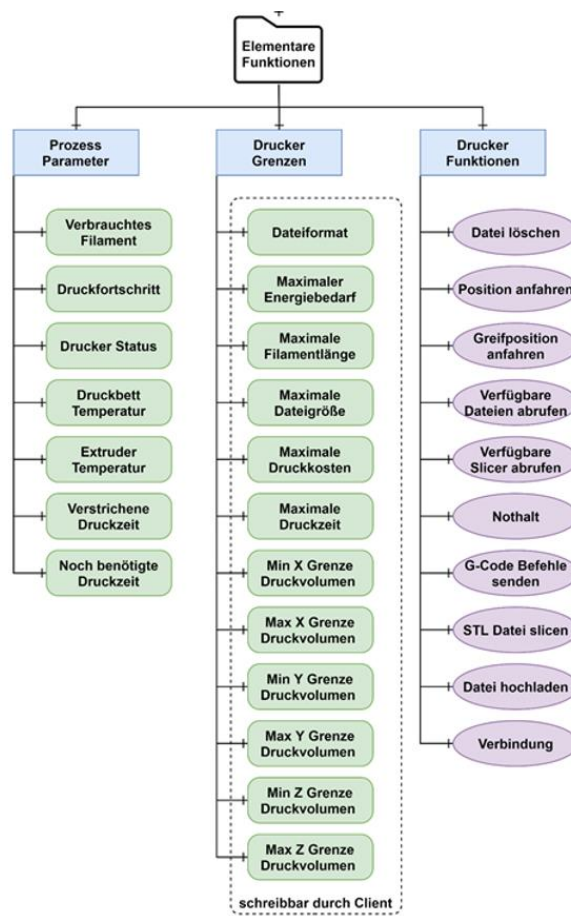 Elementare
Funktionen
Prozess
Parameter
Verbrauchtes
Filament
Druckfortschritt
Drucker Status
Druckbett
Temperatur
Extruder
Temperatur
Verstrichene
Druckzeit
Noch benötigte
Druckzeit
Drucker
Grenzen
Dateiformat
Maximaler
Energiebedarf
Maximale
Filamentlänge
Maximale
Dateigröße
Maximale
Druckkosten
Maximale
Druckzeit
Min X Grenze
Druckvolumen
Max X Grenze
Druckvolumen
Min Y Grenze
Druckvolumen
Max Y Grenze
Druckvolumen
Min Z Grenze
Druckvolumen
Max Z Grenze
Druckvolumen
schreibbar durch Client
Drucker
Funktionen
Datei löschen
Position anfahren
Greifposition
anfahren
Verfügbare
Dateien abrufen
Verfügbare
Slicer abrufen
Nothalt
G-Code Befehle
senden
STL Datei slicen
Datei hochladen
Verbindung